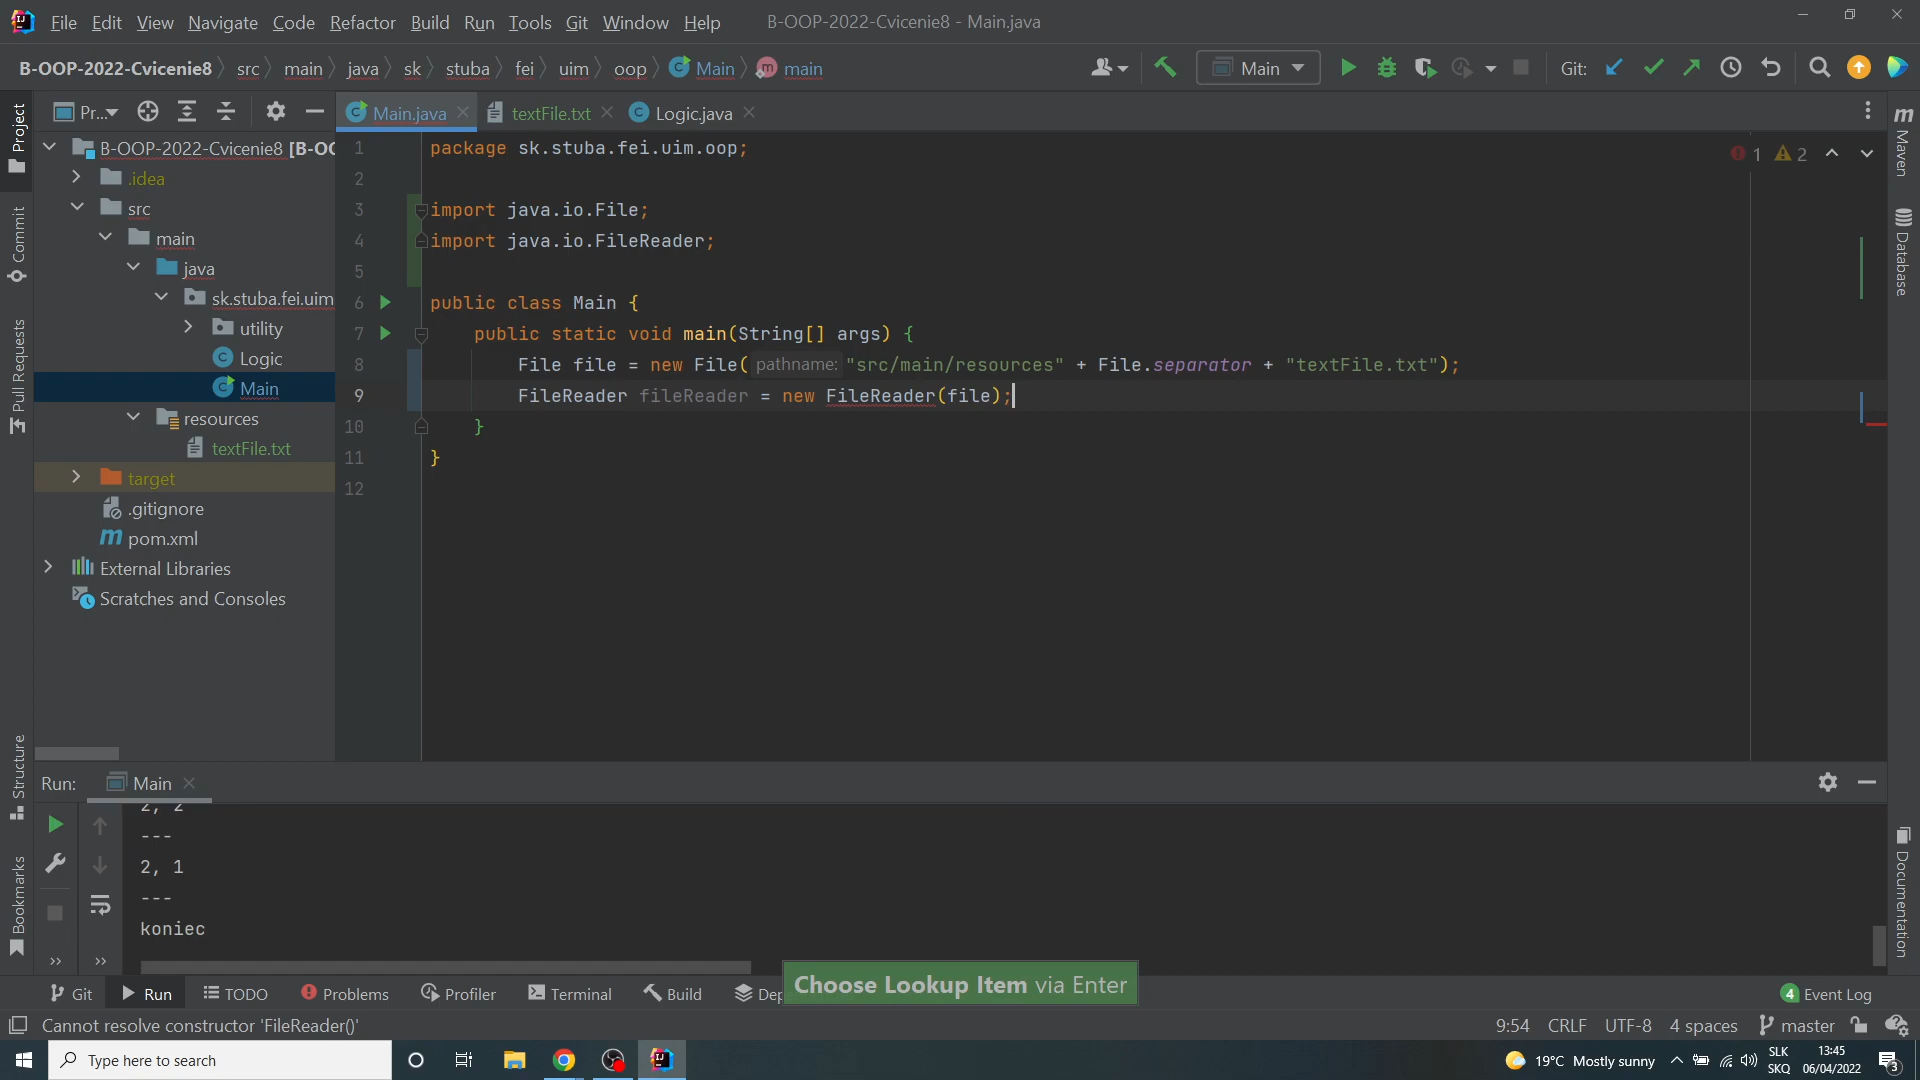 File Edit View Navigate Code Refactor Build Run Tools Git Window Help B-OOP-2022-Cvicenie8 - Main.java
B-OOP-2022-Cvicenie8 src main java sk stuba fei uim oop Main main Main Git:
Pr... Main.java textFile.txt Logic.java
Project
Commit
Pull Requests
Structure
Bookmarks
B-OOP-2022-Cvicenie8 [B-OO
.idea
src
main
java
sk.stuba.fei.uim
utility
Logic
Main
resources
textFile.txt
target
.gitignore
pom.xml
External Libraries
Scratches and Consoles
1 package sk.stuba.fei.uim.oop;
2
3 import java.io.File;
4 import java.io.FileReader;
5
6 public class Main {
7 public static void main(String[] args) {
8 File file = new File( pathname: "src/main/resources" + File.separator + "textFile.txt");
9 FileReader fileReader = new FileReader(file);
10 }
11 }
12
1 2
m Maven
Database
Documentation
Run: Main
2, 2
---
2, 1
---
koniec
Choose Lookup Item via Enter
Git Run TODO Problems Profiler Terminal Build Dep 4 Event Log
Cannot resolve constructor 'FileReader()' 9:54 CRLF UTF-8 4 spaces master
Type here to search 19°C Mostly sunny SLK SKQ 13:45 06/04/2022 3